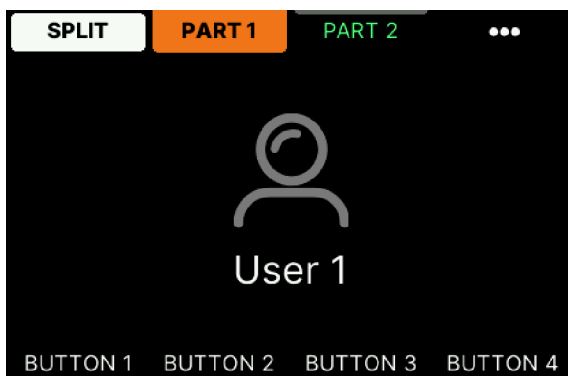 SPLIT PART 1 PART 2 •••
User 1
BUTTON 1 BUTTON 2 BUTTON 3 BUTTON 4